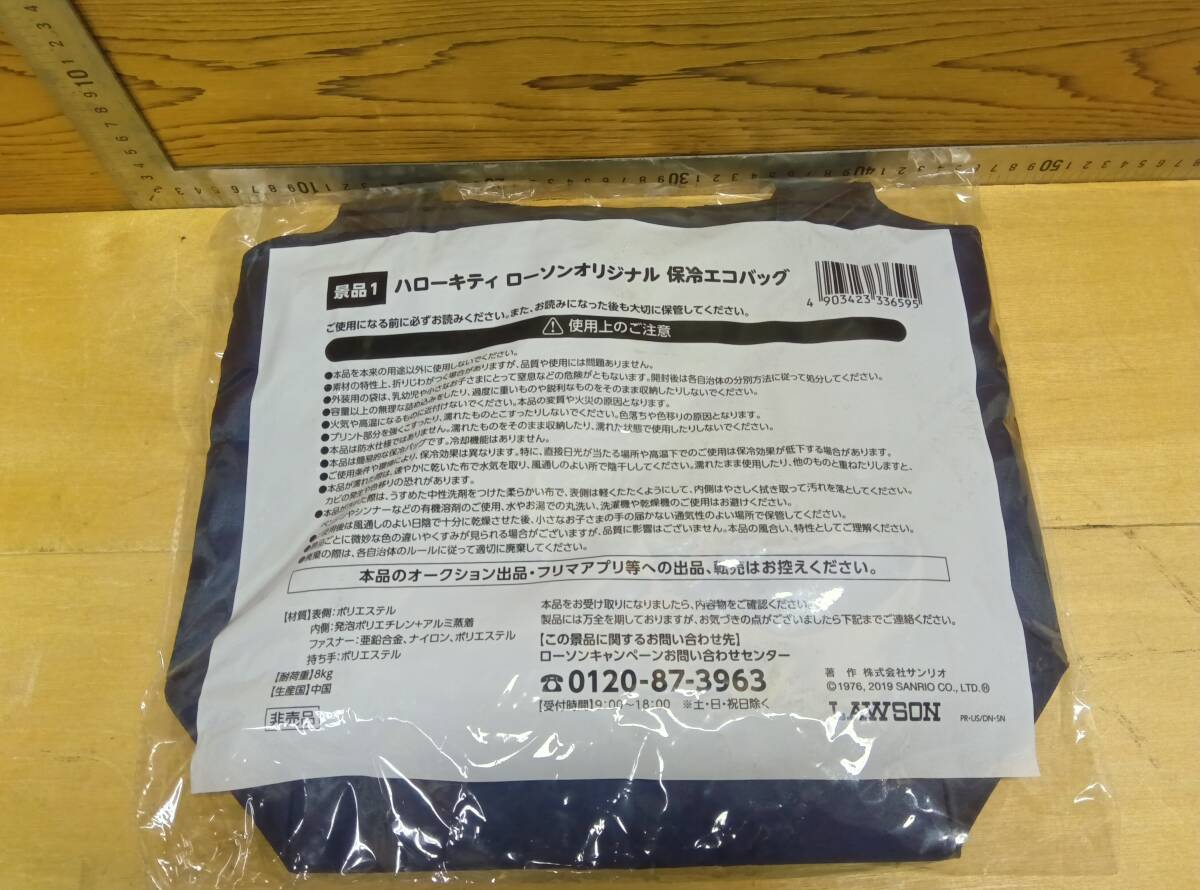 景品1 ハローキティ ローソンオリジナル 保冷エコバッグ
4 903423 336595
ご使用になる前に必ずお読みください。また、お読みになった後も大切に保管してください。
使用上のご注意
●本品を本来の用途以外に使用しないでください。
●素材の特性上、折りじわがつく場合がありますが、品質や使用には問題ありません。
●外装用の袋は、乳幼児や小さなお子さまにとって窒息などの危険がともないます。開封後は各自治体の分別方法に従って処分してください。
●容量以上の無理な詰め込みをしたり、過度に重いものや鋭利なものをそのまま収納したりしないでください。
●火気や高温になるものに近付けないでください。本品の変質や火災の原因となります。
●プリント部分を強くこすったり、濡れたものとこすったりしないでください。色落ちや色移りの原因となります。
●本品は防水仕様ではありません。濡れたものをそのまま収納したり、濡れた状態で使用したりしないでください。
●本品は簡易的な保冷バッグです。冷却機能はありません。
●ご使用条件や環境により、保冷効果は異なります。特に、直接日光が当たる場所や高温下でのご使用は保冷効果が低下する場合があります。
●本品が濡れた際は、速やかに乾いた布で水気を取り、風通しのよい所で陰干ししてください。濡れたまま使用したり、他のものと重ねたりしますと、
カビの発生や色移りの恐れがあります。
●本品が汚れた際は、うすめた中性洗剤をつけた柔らかい布で、表側は軽くたたくようにして、内側はやさしく拭き取って汚れを落としてください。
ベンジンやシンナーなどの有機溶剤のご使用、水やお湯での丸洗い、洗濯機や乾燥機のご使用はお避けください。
●ご使用後は風通しのよい日陰で十分に乾燥させた後、小さなお子さまの手の届かない通気性のよい場所で保管してください。
●商品ごとに微妙な色の違いやくすみが見られる場合がございますが、品質に影響はございません。本品の風合い、特性としてご理解ください。
●廃棄の際は、各自治体のルールに従って適切に廃棄してください。
本品のオークション出品・フリマアプリ等への出品、転売はお控えください。
【材質】表側:ポリエステル
内側:発泡ポリエチレン+アルミ蒸着
ファスナー:亜鉛合金、ナイロン、ポリエステル
持ち手:ポリエステル
【耐荷重】8kg
【生産国】中国
非売品
本品をお受け取りになりましたら、内容物をご確認ください。
製品には万全を期しておりますが、お気づきの点がございましたら下記までご連絡ください。
【この景品に関するお問い合わせ先】
ローソンキャンペーンお問い合わせセンター
☎0120-87-3963
【受付時間】9:00〜18:00 ※土・日・祝日除く
著作 株式会社サンリオ
©1976, 2019 SANRIO CO., LTD.Ⓗ
LAWSON
PR-US/DN-SN